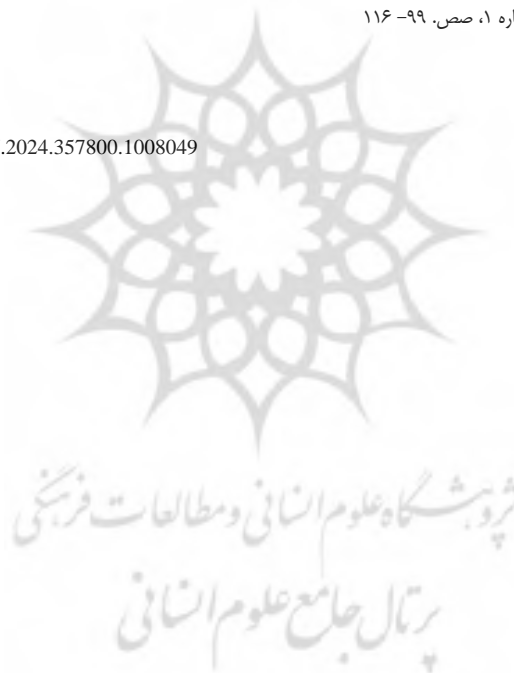 اره ۱، صص. ۹۹- ۱۱۶
.2024.357800.1008049
پژوهشگاه علوم انسانی و مطالعات فرهنگی
پرتال جامع علوم انسانی